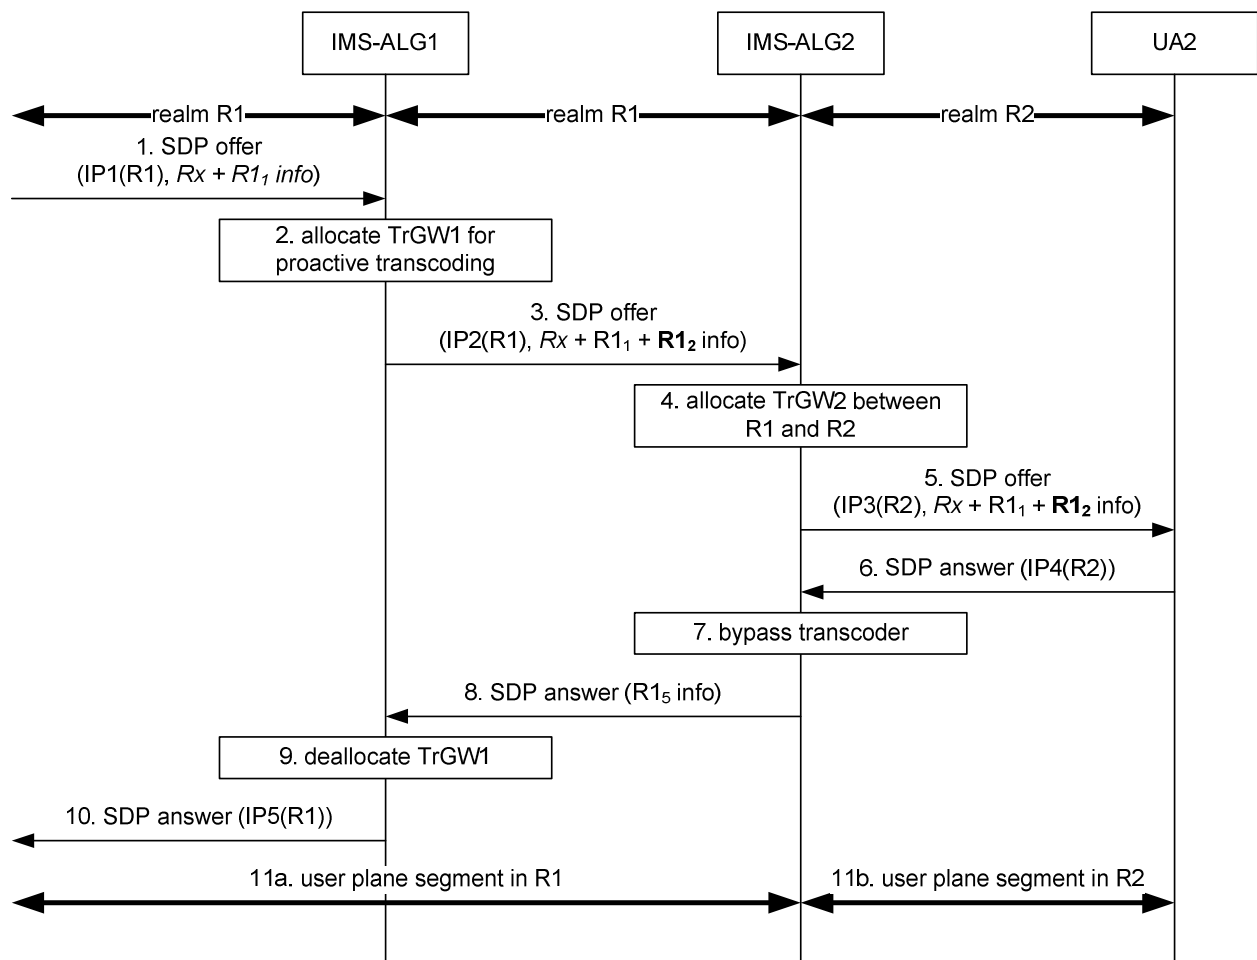 IMS-ALG1
IMS-ALG2
UA2
realm R1
realm R1
realm R2
1. SDP offer
(IP1(R1), Rx + R1₁ info)
2. allocate TrGW1 for
proactive transcoding
3. SDP offer
(IP2(R1), Rx + R1₁ + R1₂ info)
4. allocate TrGW2 between
R1 and R2
5. SDP offer
(IP3(R2), Rx + R1₁ + R1₂ info)
6. SDP answer (IP4(R2))
7. bypass transcoder
8. SDP answer (R1₅ info)
9. deallocate TrGW1
10. SDP answer (IP5(R1))
11a. user plane segment in R1
11b. user plane segment in R2